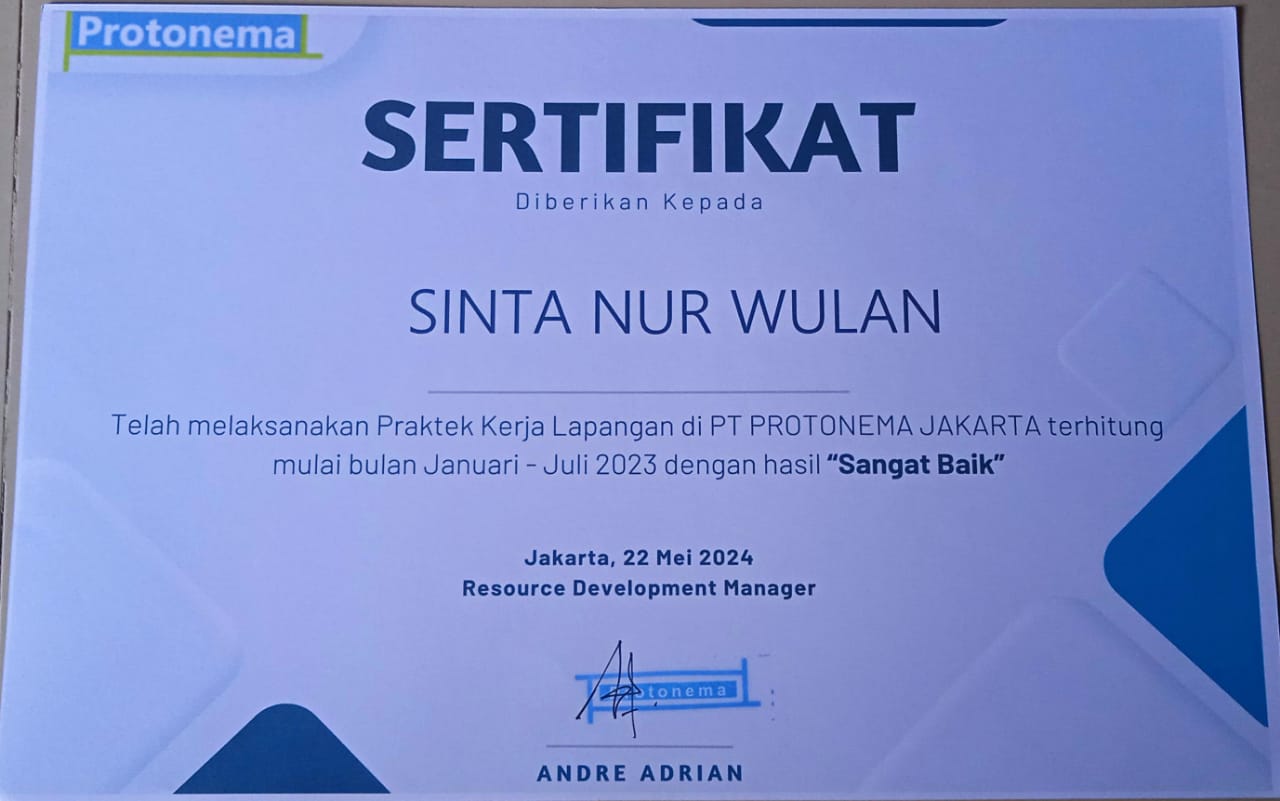 Protonema
SERTIFIKAT
Diberikan Kepada
SINTA NUR WULAN
Telah melaksanakan Praktek Kerja Lapangan di PT PROTONEMA JAKARTA terhitung
mulai bulan Januari - Juli 2023 dengan hasil “Sangat Baik”
Jakarta, 22 Mei 2024
Resource Development Manager
otonema
ANDRE ADRIAN